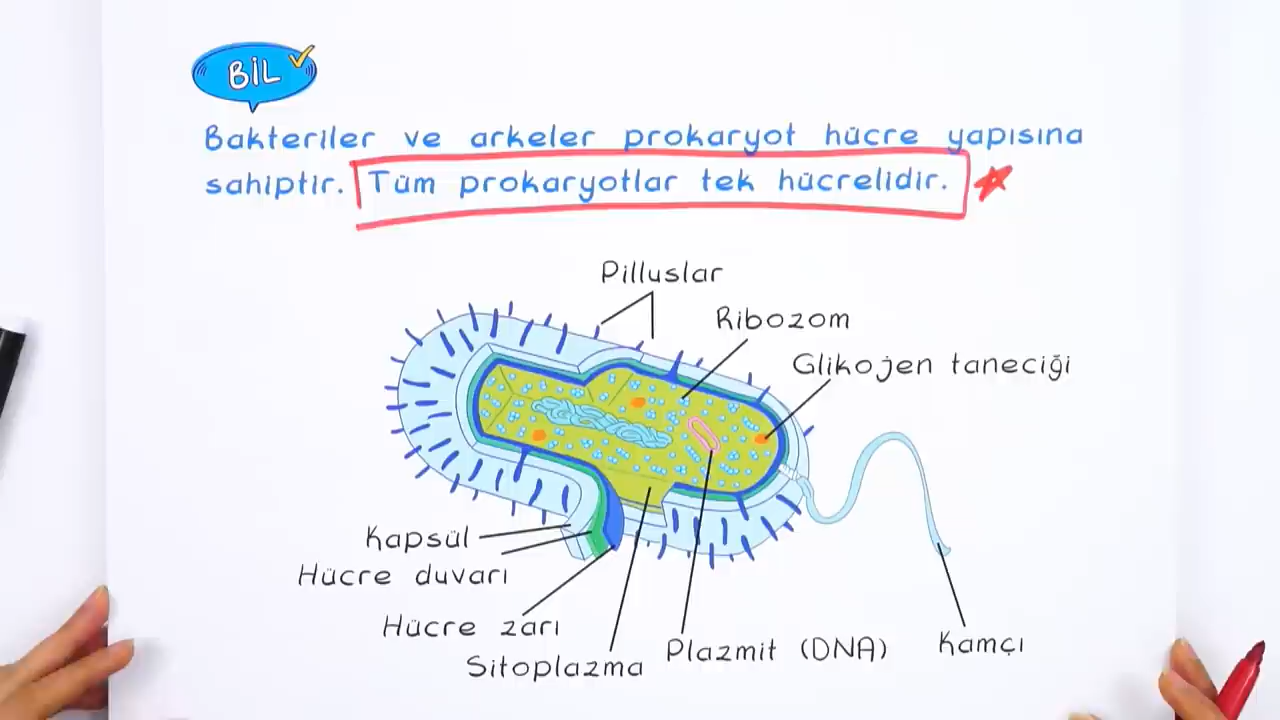 BİL
Bakteriler ve arkeler prokaryot hücre yapısına
sahiptir. Tüm prokaryotlar tek hücrelidir.
Pilluslar
Ribozom
Glikojen taneciği
Kapsül
Hücre duvarı
Hücre zarı
Sitoplazma
Plazmit (DNA)
Kamçı